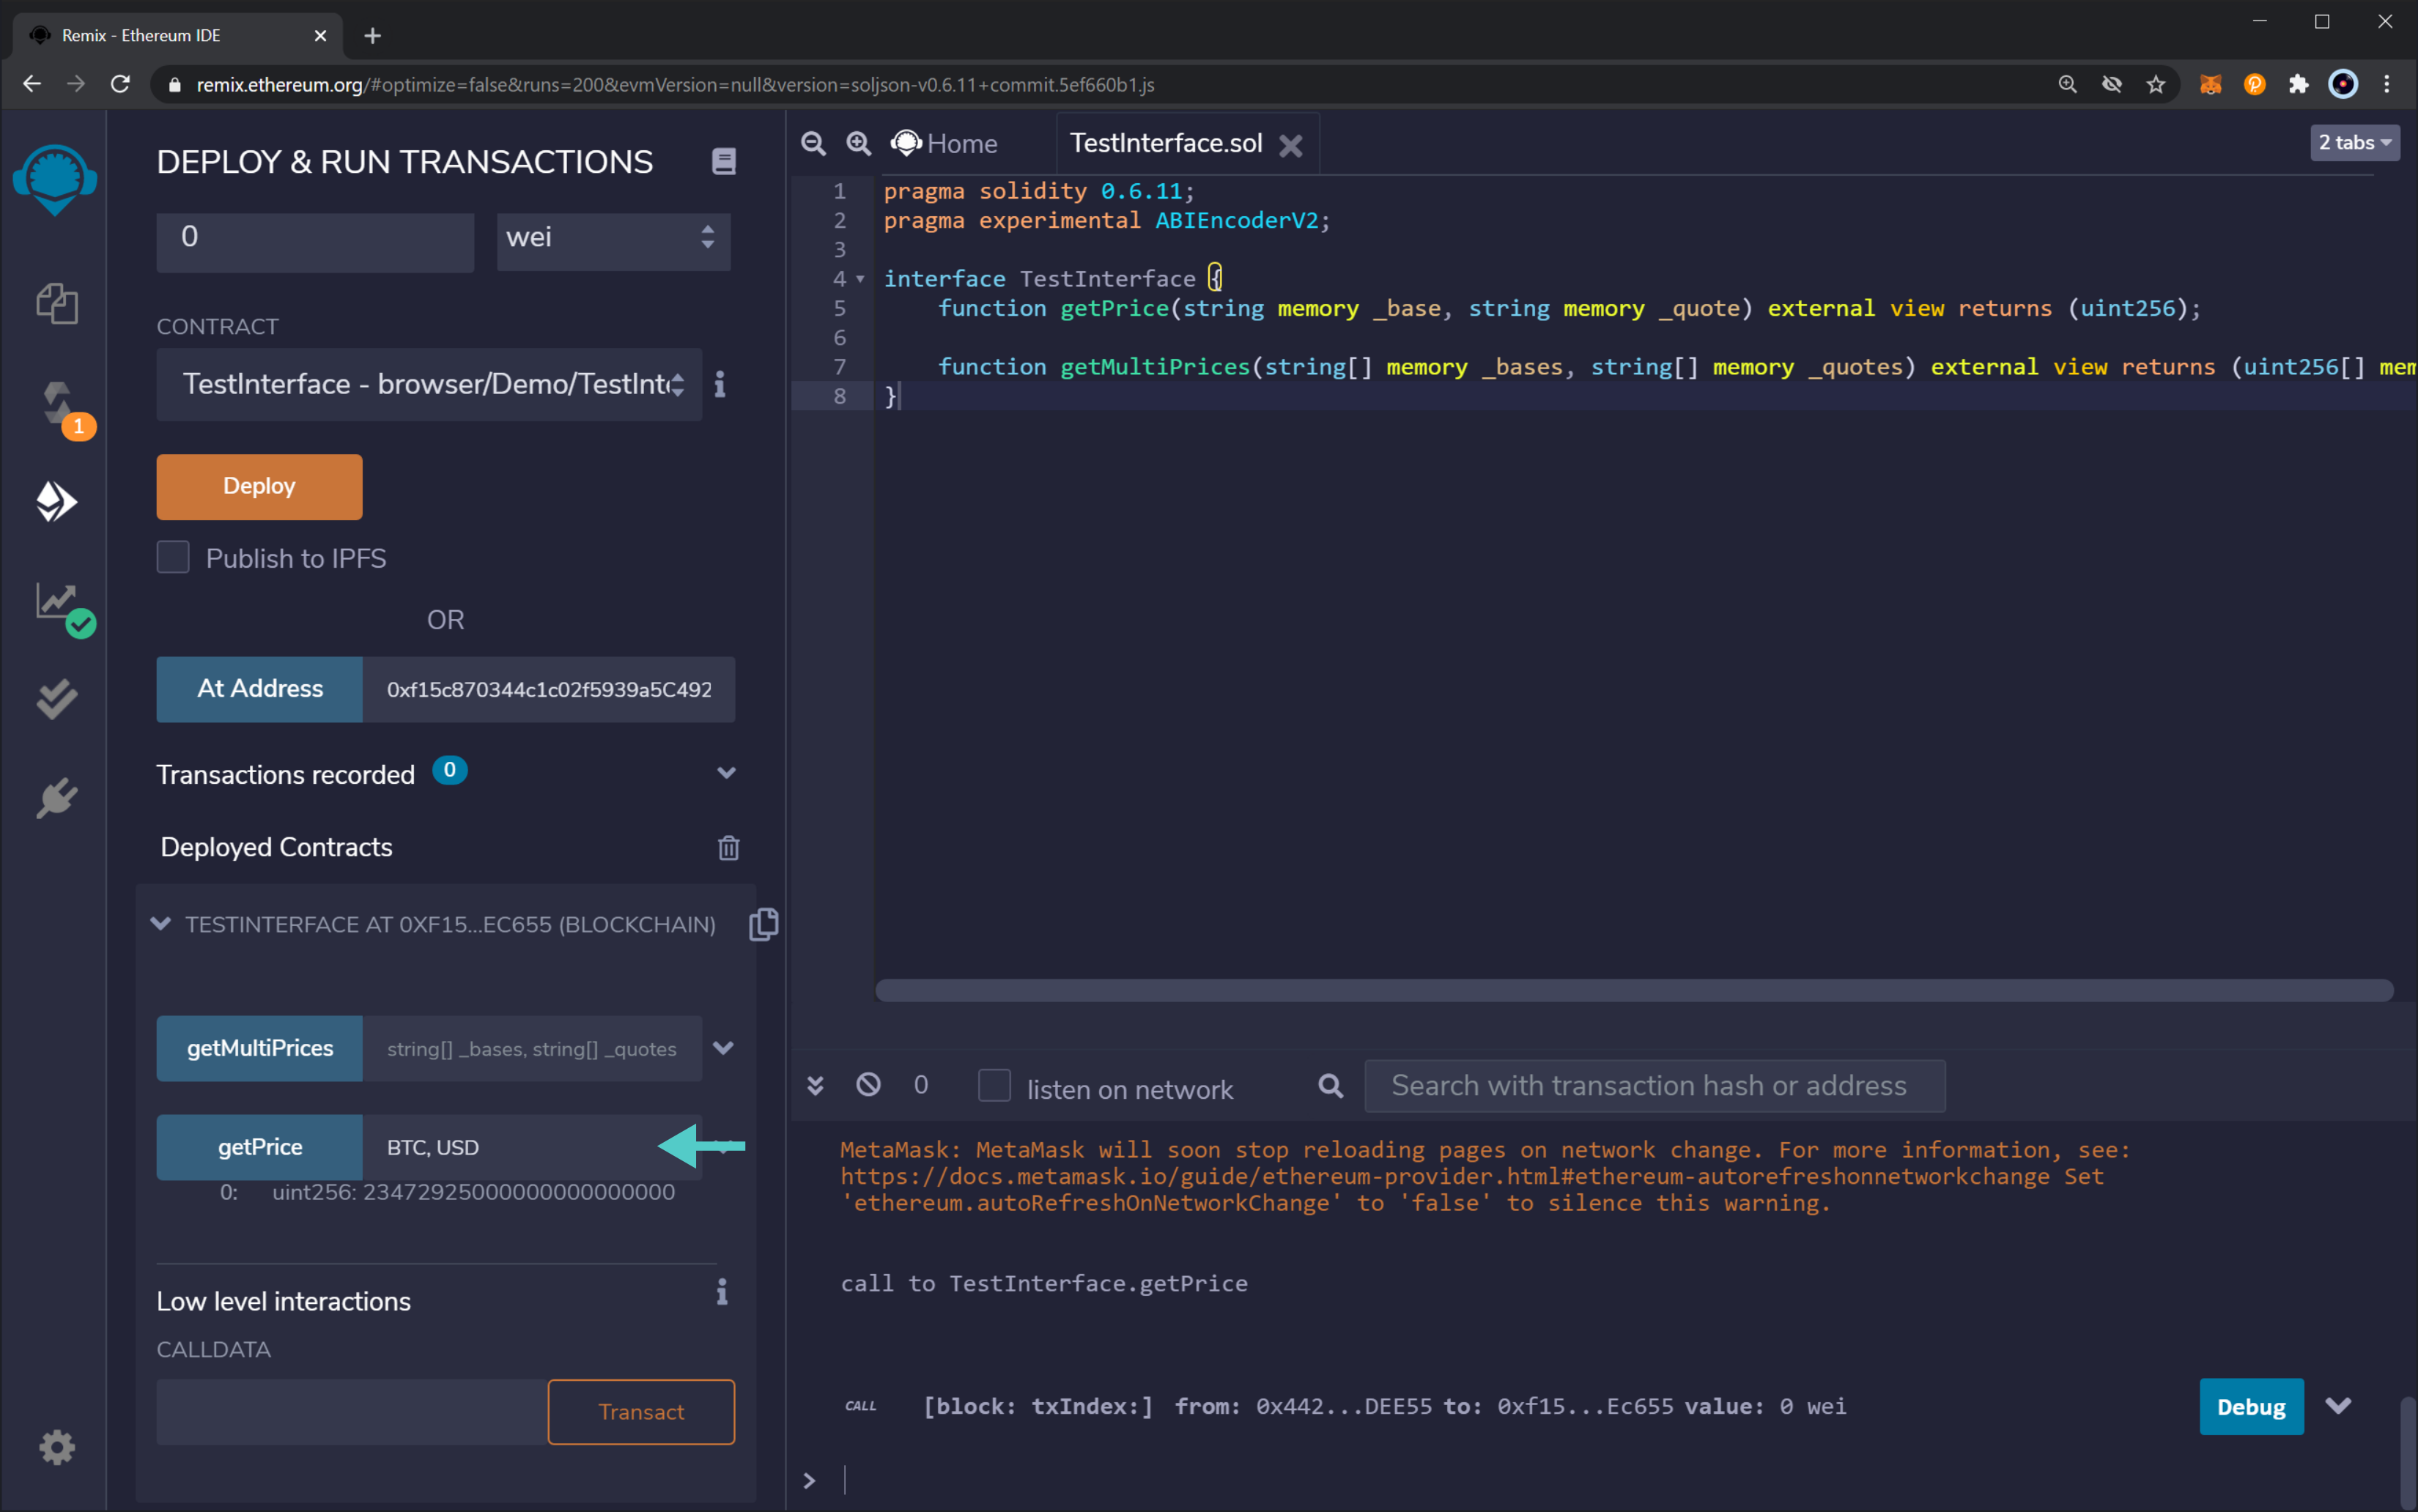 Remix - Ethereum IDE
remix.ethereum.org/#optimize=false&runs=200&evmVersion=null&version=soljson-v0.6.11+commit.5ef660b1.js
DEPLOY & RUN TRANSACTIONS
0
wei
CONTRACT
TestInterface - browser/Demo/TestInt
1
Deploy
Publish to IPFS
OR
At Address
0xf15c870344c1c02f5939a5C492
Transactions recorded 0
Deployed Contracts
TESTINTERFACE AT 0XF15...EC655 (BLOCKCHAIN)
getMultiPrices
string[] _bases, string[] _quotes
getPrice
BTC, USD
0: uint256: 23472925000000000000000
Low level interactions
CALLDATA
Transact
Home
TestInterface.sol
2 tabs
1 pragma solidity 0.6.11;
2 pragma experimental ABIEncoderV2;
3
4 interface TestInterface {
5 function getPrice(string memory _base, string memory _quote) external view returns (uint256);
6
7 function getMultiPrices(string[] memory _bases, string[] memory _quotes) external view returns (uint256[] mem
8 }
0
listen on network
Search with transaction hash or address
MetaMask: MetaMask will soon stop reloading pages on network change. For more information, see:
https://docs.metamask.io/guide/ethereum-provider.html#ethereum-autorefreshonnetworkchange Set
'ethereum.autoRefreshOnNetworkChange' to 'false' to silence this warning.
call to TestInterface.getPrice
CALL [block: txIndex:] from: 0x442...DEE55 to: 0xf15...Ec655 value: 0 wei
Debug
>